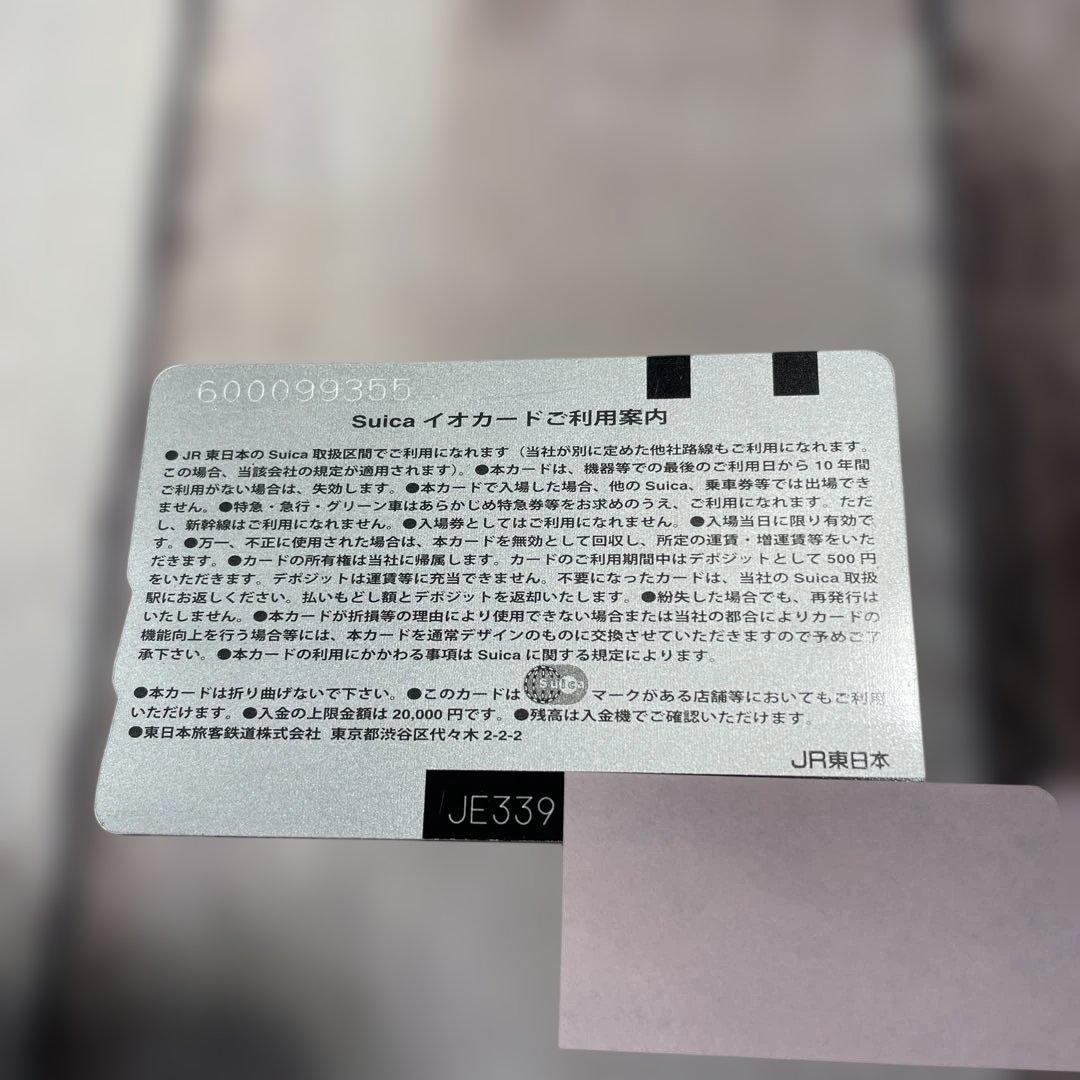 600099355
Suica イオカードご利用案内
●JR東日本の Suica 取扱区間でご利用になれます（当社が別に定めた他社路線もご利用になれます。
この場合、当該会社の規定が適用されます）。●本カードは、機器等での最後のご利用日から 10 年間
ご利用がない場合は、失効します。●本カードで入場した場合、他の Suica、乗車券等では出場でき
ません。●特急・急行・グリーン車はあらかじめ特急券等をお求めのうえ、ご利用になれます。ただ
し、新幹線はご利用になれません。●入場券としてはご利用になれません。●入場当日に限り有効で
す。●万一、不正に使用された場合は、本カードを無効として回収し、所定の運賃・増運賃等をいた
だきます。●カードの所有権は当社に帰属します。カードのご利用期間中はデポジットとして 500 円
をいただきます。デポジットは運賃等に充当できません。不要になったカードは、当社の Suica 取扱
駅にお返しください。払いもどし額とデポジットを返却いたします。●紛失した場合でも、再発行は
いたしません。●本カードが折損等の理由により使用できない場合または当社の都合によりカードの
機能向上を行う場合等には、本カードを通常デザインのものに交換させていただきますので予めご了
承下さい。●本カードの利用にかかわる事項は Suica に関する規定によります。
●本カードは折り曲げないで下さい。●このカードは Suica マークがある店舗等においてもご利用
いただけます。●入金の上限金額は 20,000 円です。●残高は入金機でご確認いただけます。
●東日本旅客鉄道株式会社 東京都渋谷区代々木 2-2-2
JR東日本
JE339